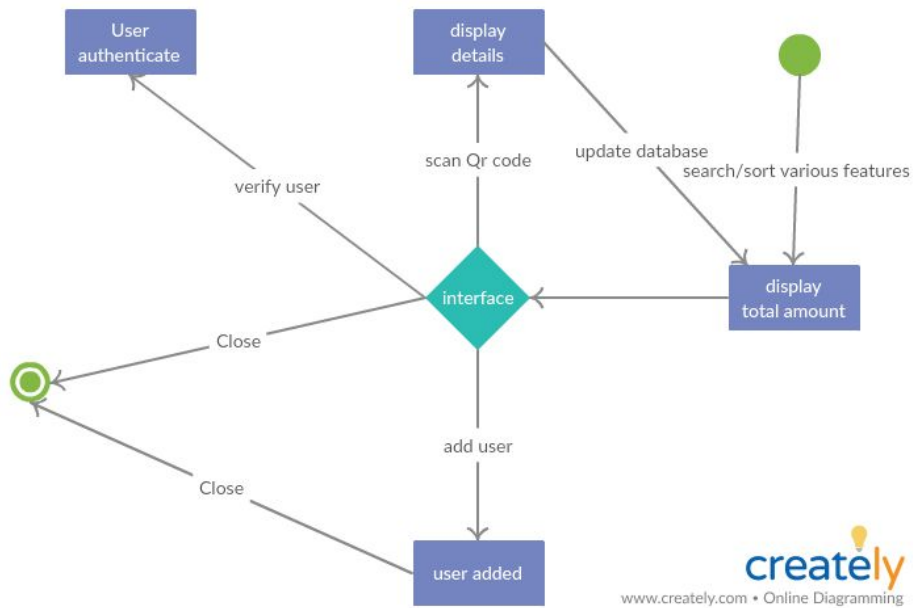 User
authenticate
display
details
scan Qr code
update database
search/sort various features
verify user
interface
display
total amount
Close
add user
Close
user added
creately
www.creately.com • Online Diagramming